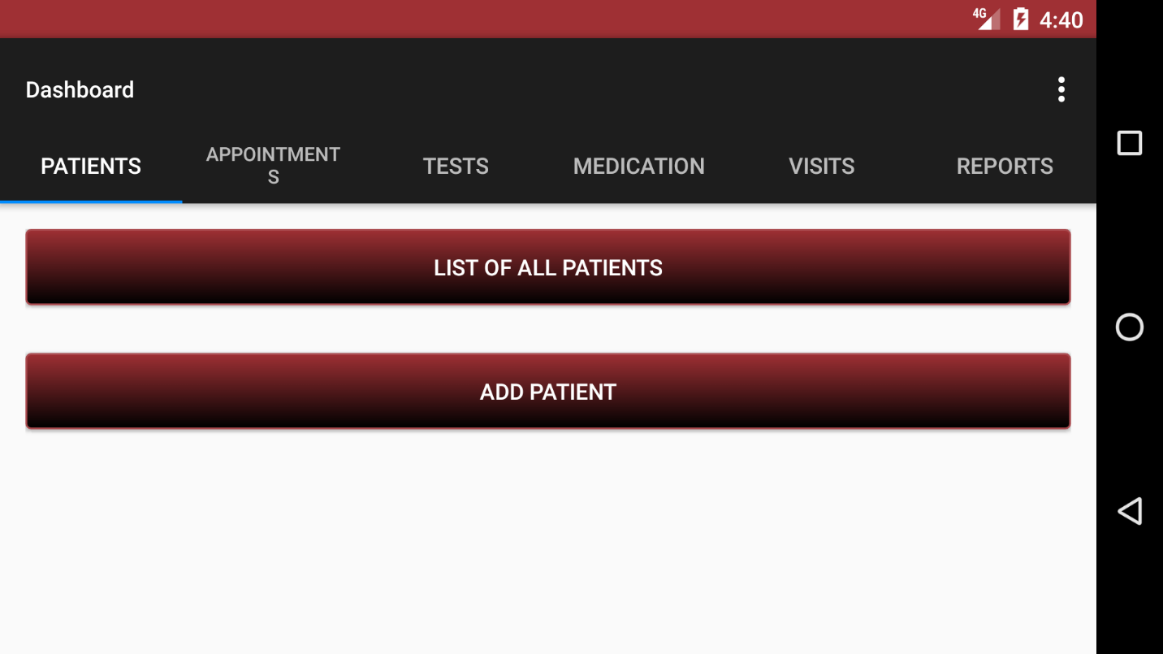 4G 4:40
Dashboard
PATIENTS
APPOINTMENT
S
TESTS
MEDICATION
VISITS
REPORTS
LIST OF ALL PATIENTS
ADD PATIENT